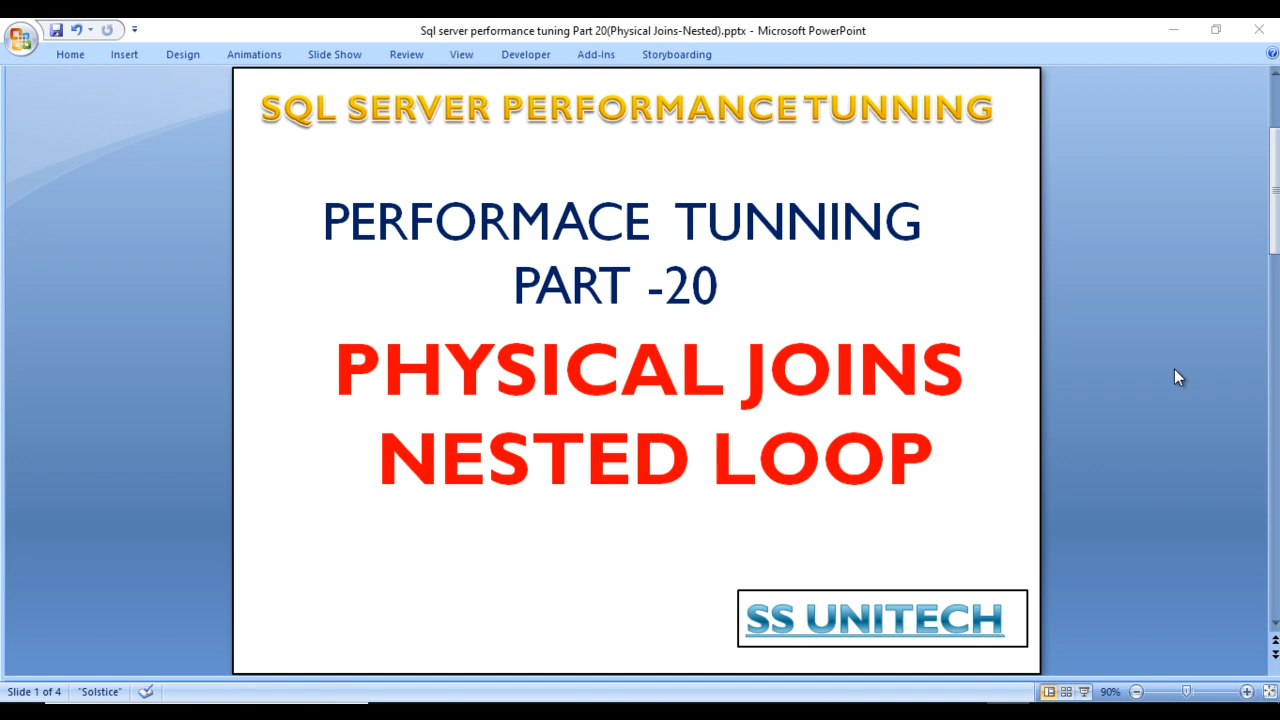 Sql server performance tuning Part 20(Physical Joins-Nested).pptx - Microsoft PowerPoint
Home Insert Design Animations Slide Show Review View Developer Add-Ins Storyboarding
SQL SERVER PERFORMANCE TUNNING
PERFORMACE TUNNING
PART -20
PHYSICAL JOINS
NESTED LOOP
SS UNITECH
Slide 1 of 4 "Solstice" 90%